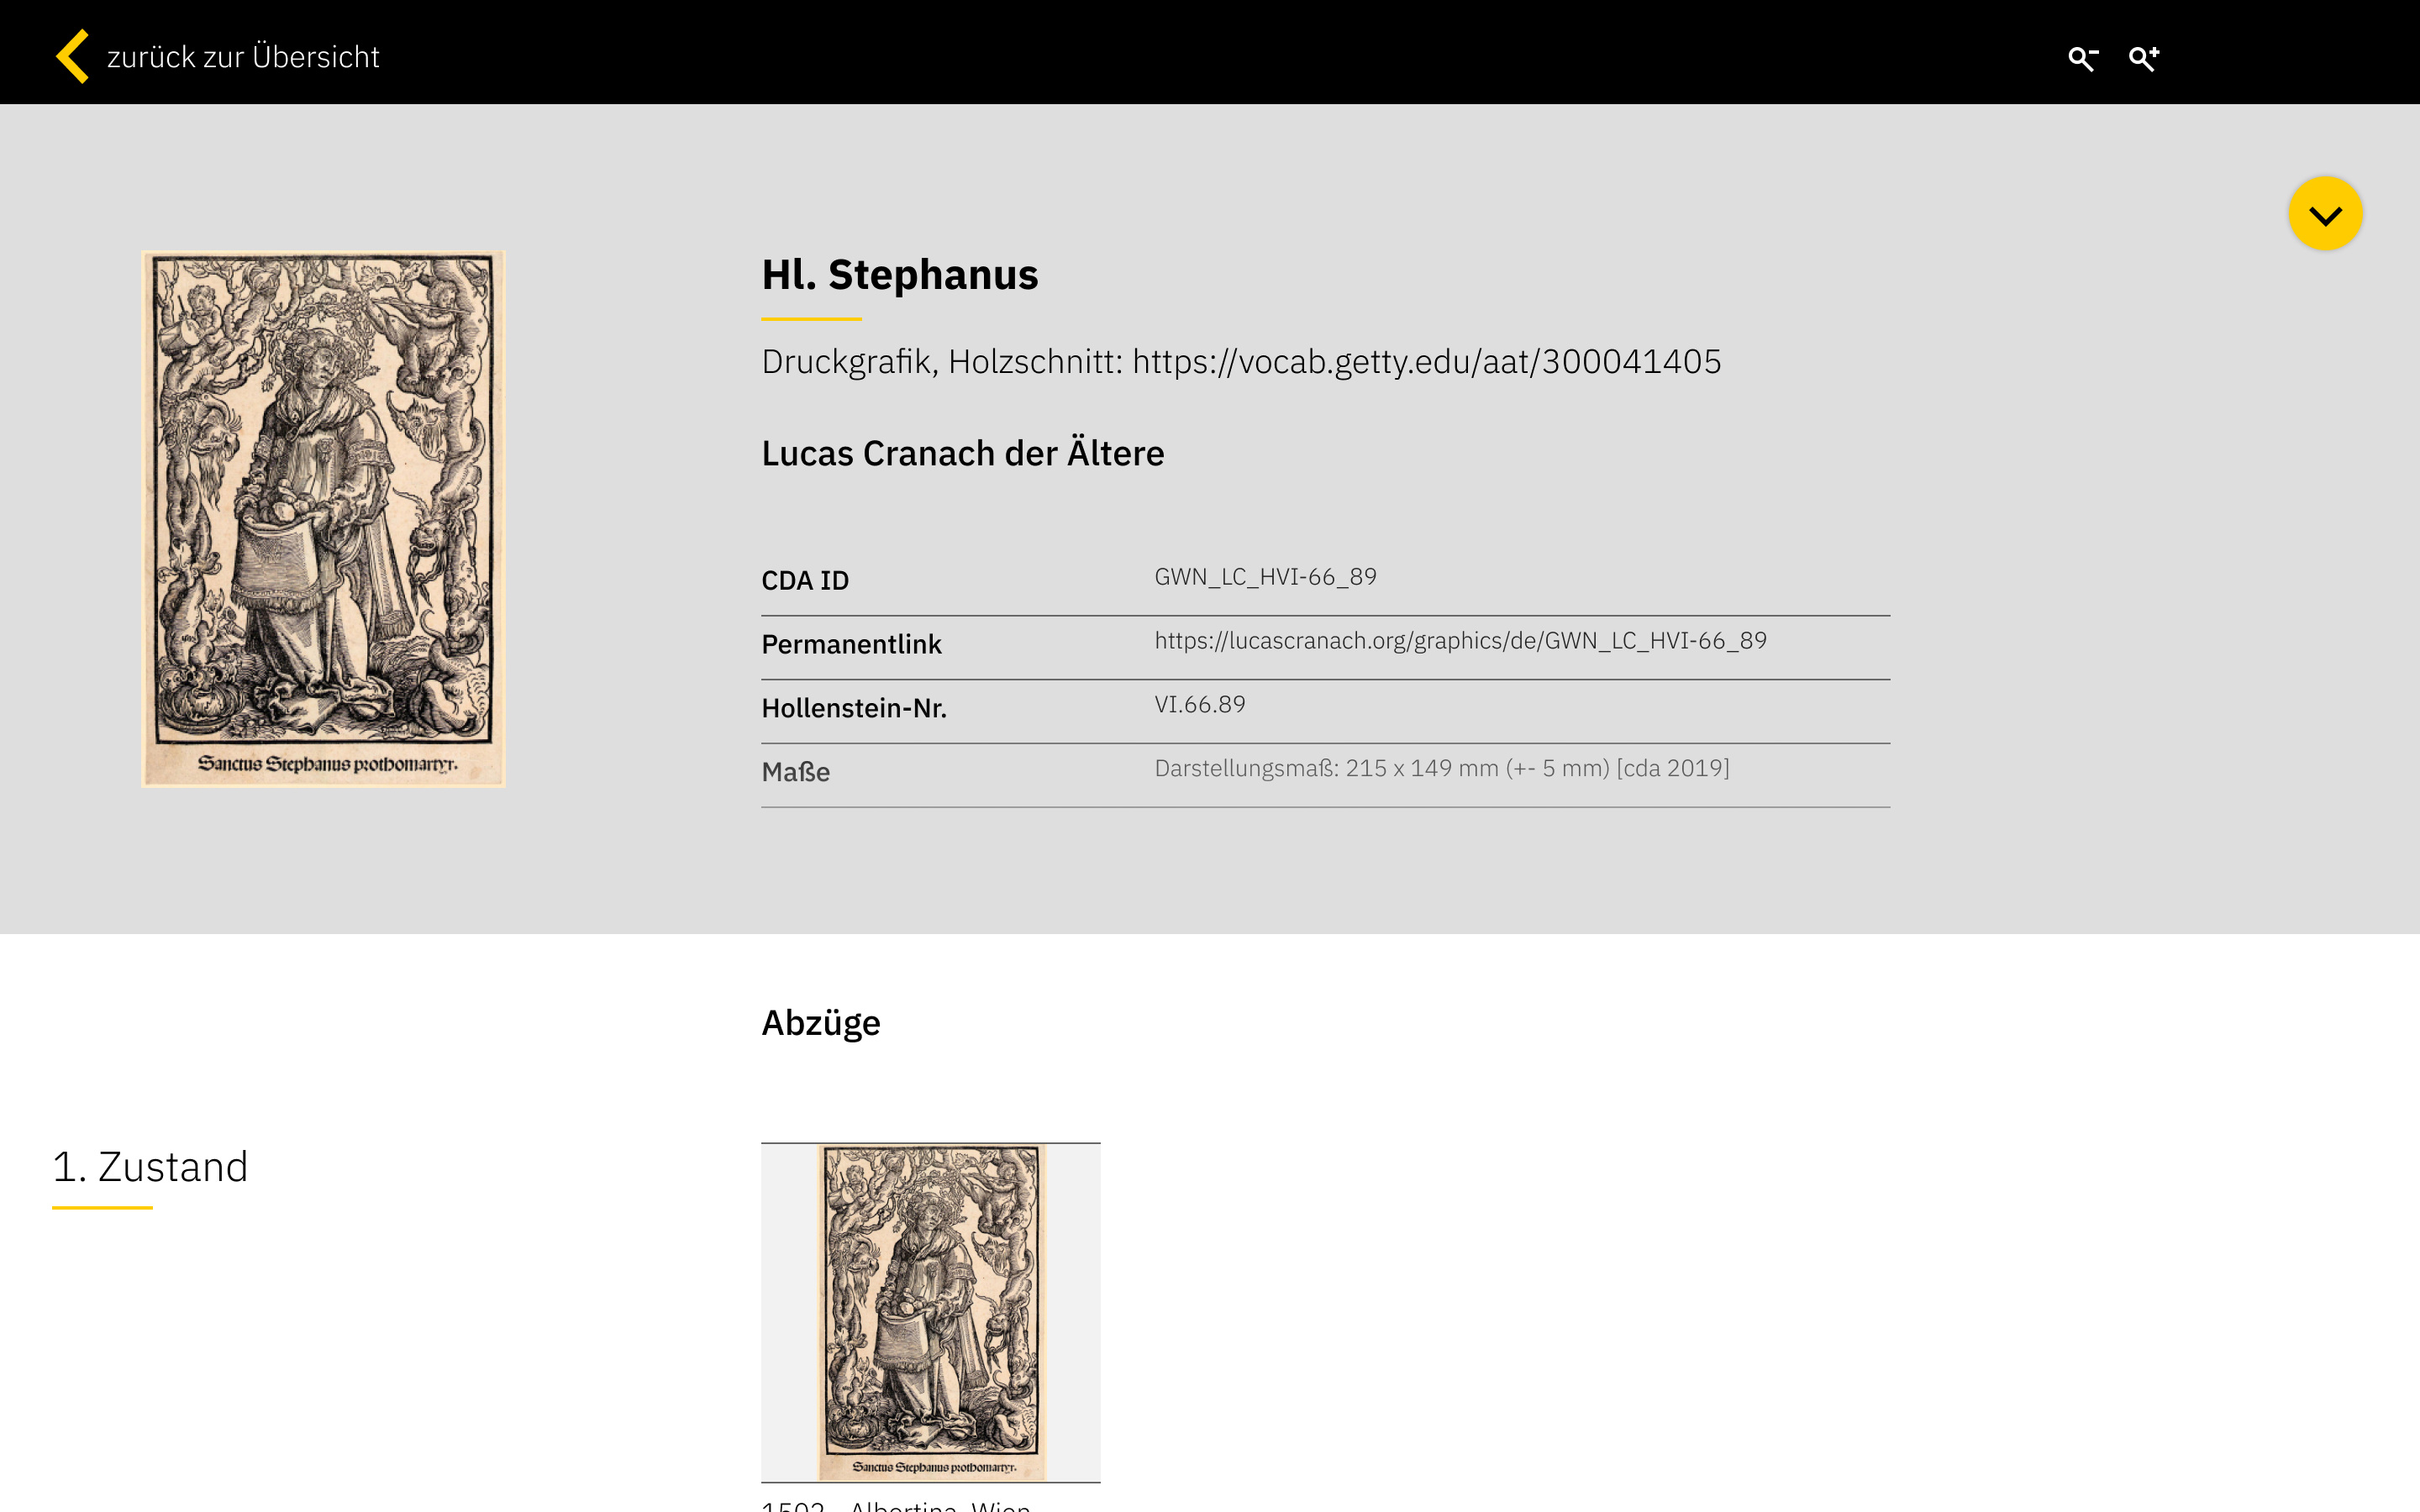 zurück zur Übersicht
Hl. Stephanus
Druckgrafik, Holzschnitt: https://vocab.getty.edu/aat/300041405
Lucas Cranach der Ältere
CDA ID GWN_LC_HVI-66_89
Permanentlink https://lucascranach.org/graphics/de/GWN_LC_HVI-66_89
Hollenstein-Nr. VI.66.89
Maße Darstellungsmaß: 215 x 149 mm (+- 5 mm) [cda 2019]
Sanctus Stephanus prothomartyr.
Abzüge
1. Zustand
Sanctus Stephanus prothomartyr.
Albertina, Wien